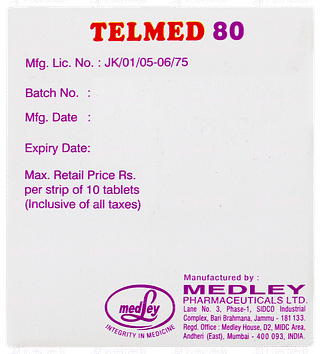 TELMED 80
Mfg. Lic. No. : JK/01/05-06/75
Batch No. :
Mfg. Date :
Expiry Date:
Max. Retail Price Rs.
per strip of 10 tablets
(Inclusive of all taxes)
Manufactured by :
MEDLEY
PHARMACEUTICALS LTD.
Lane No. 3, Phase-1, SIDCO Industrial
Complex, Bari Brahmana, Jammu - 181 133.
Regd. Office : Medley House, D2, MIDC Area,
Andheri (East), Mumbai - 400 093, INDIA.
medley
INTEGRITY IN MEDICINE